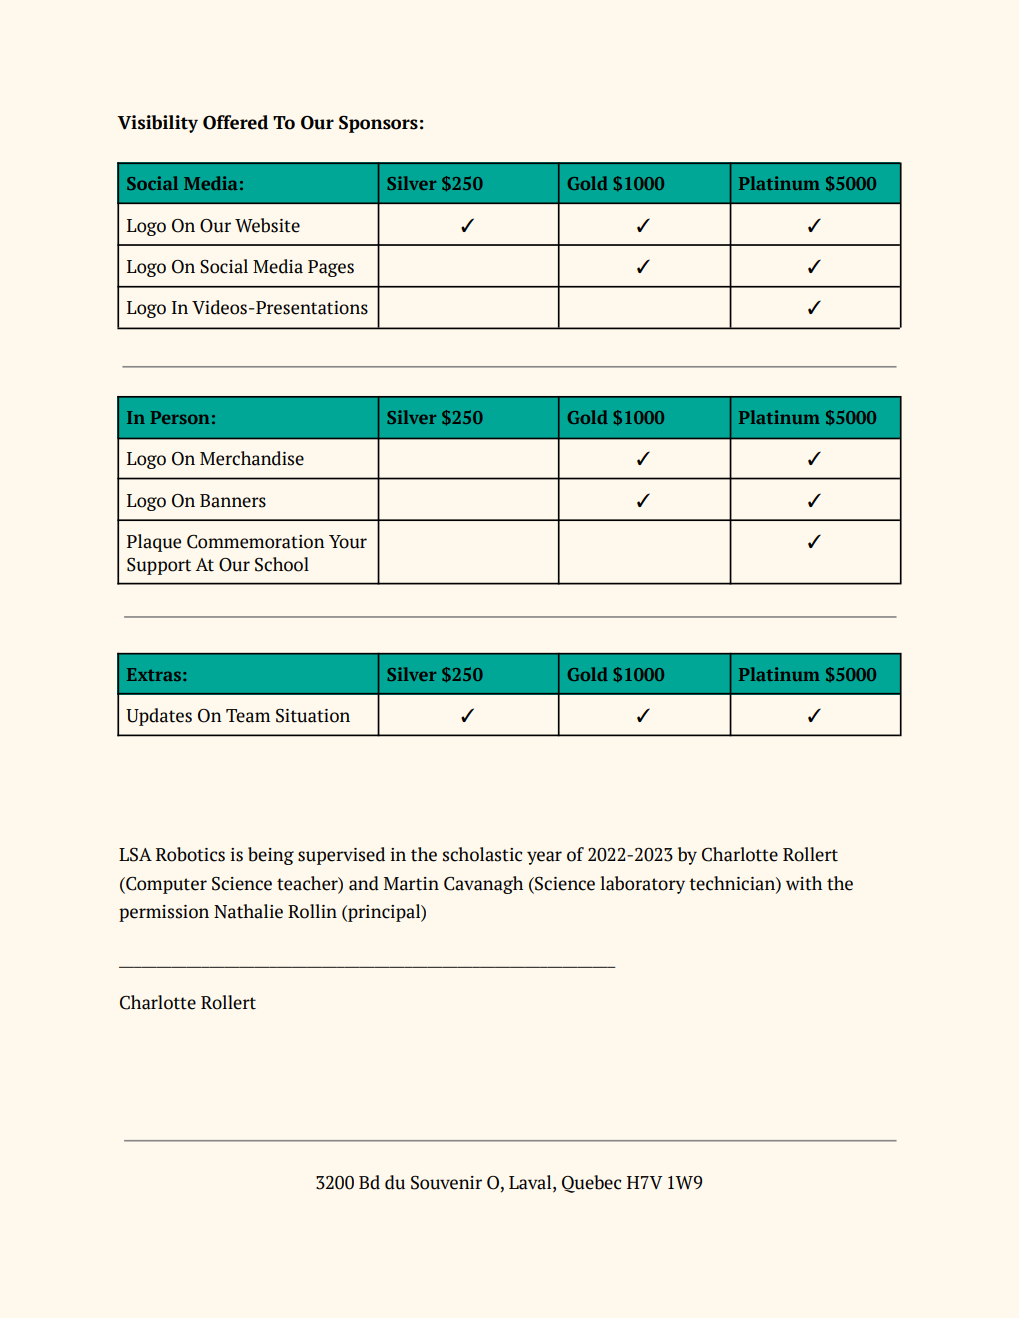 Visibility Offered To Our Sponsors:
Social Media: Silver $250 Gold $1000 Platinum $5000
Logo On Our Website ✓ ✓ ✓
Logo On Social Media Pages ✓ ✓
Logo In Videos-Presentations ✓
In Person: Silver $250 Gold $1000 Platinum $5000
Logo On Merchandise ✓ ✓
Logo On Banners ✓ ✓
Plaque Commemoration Your ✓
Support At Our School
Extras: Silver $250 Gold $1000 Platinum $5000
Updates On Team Situation ✓ ✓ ✓
LSA Robotics is being supervised in the scholastic year of 2022-2023 by Charlotte Rollert
(Computer Science teacher) and Martin Cavanagh (Science laboratory technician) with the
permission Nathalie Rollin (principal)
Charlotte Rollert
3200 Bd du Souvenir O, Laval, Quebec H7V 1W9